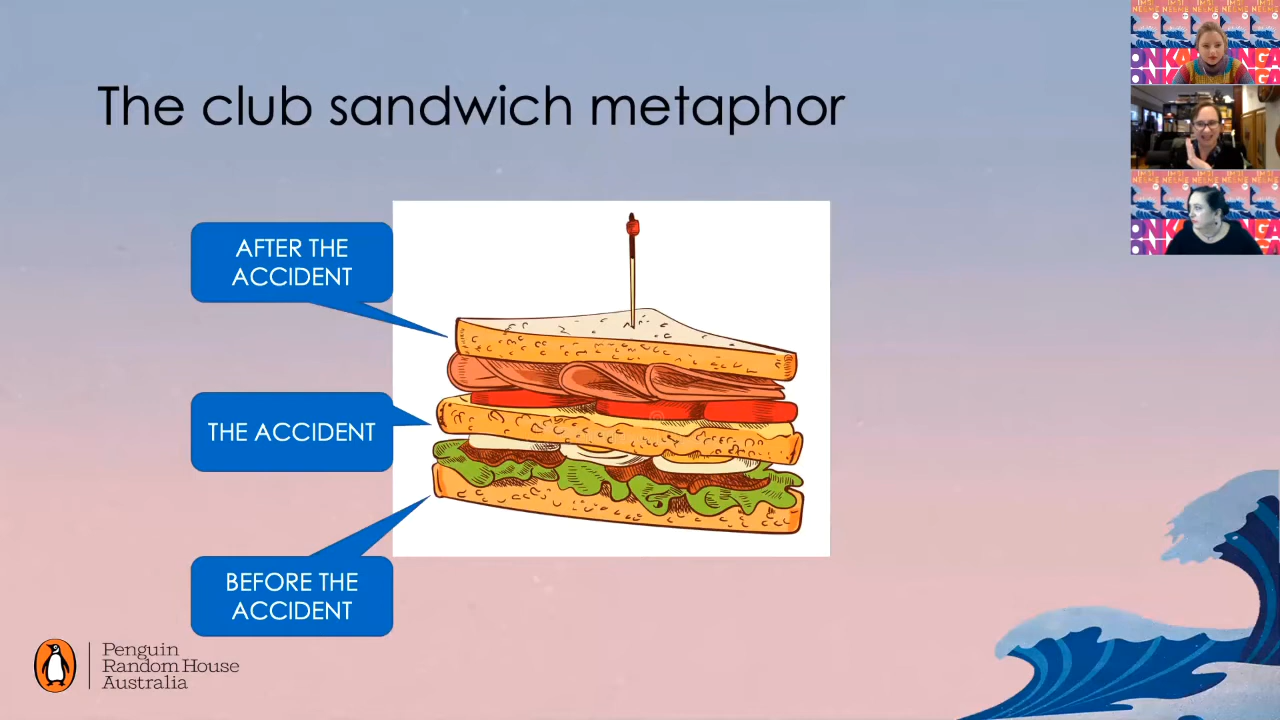 The club sandwich metaphor
AFTER THE
ACCIDENT
THE ACCIDENT
BEFORE THE
ACCIDENT
Penguin
Random House
Australia